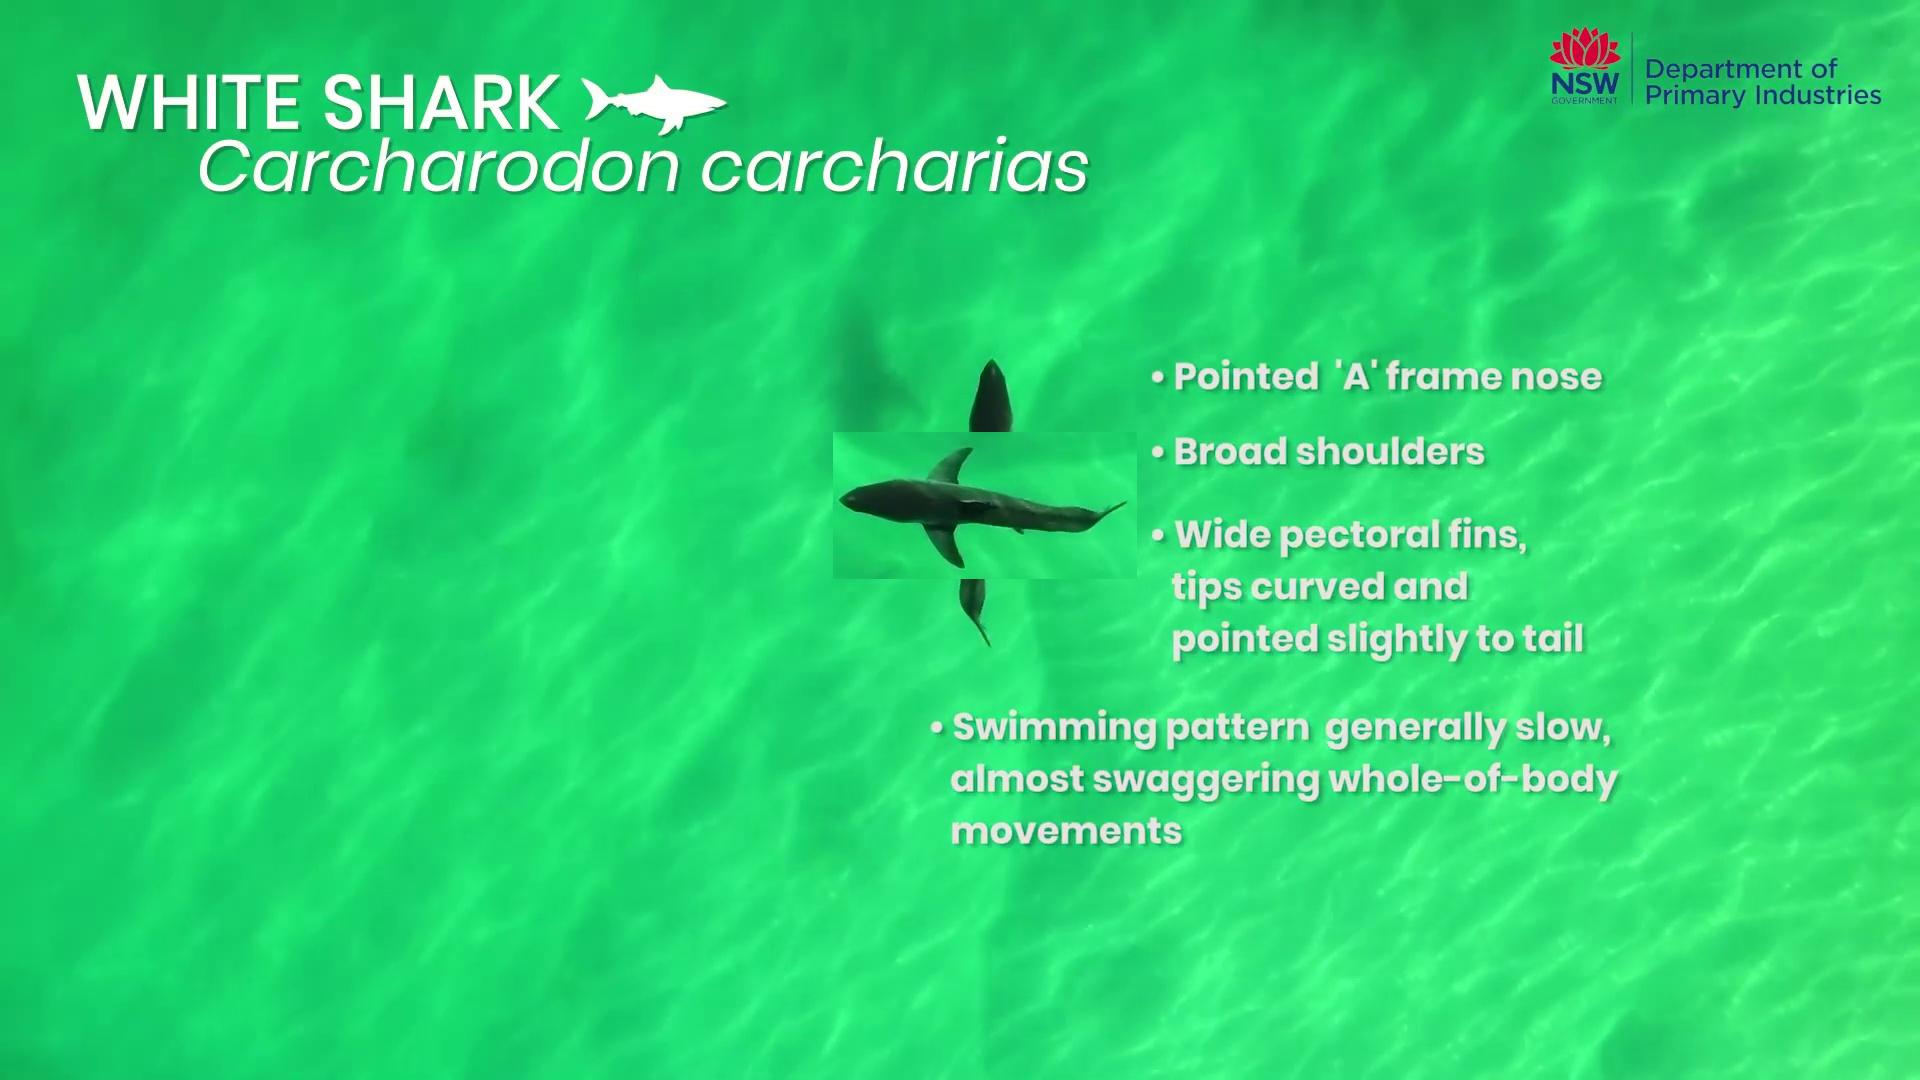 WHITE SHARK
Carcharodon carcharias
NSW
GOVERNMENT
Department of
Primary Industries
• Pointed 'A' frame nose
• Broad shoulders
• Wide pectoral fins,
tips curved and
pointed slightly to tail
• Swimming pattern generally slow,
almost swaggering whole-of-body
movements